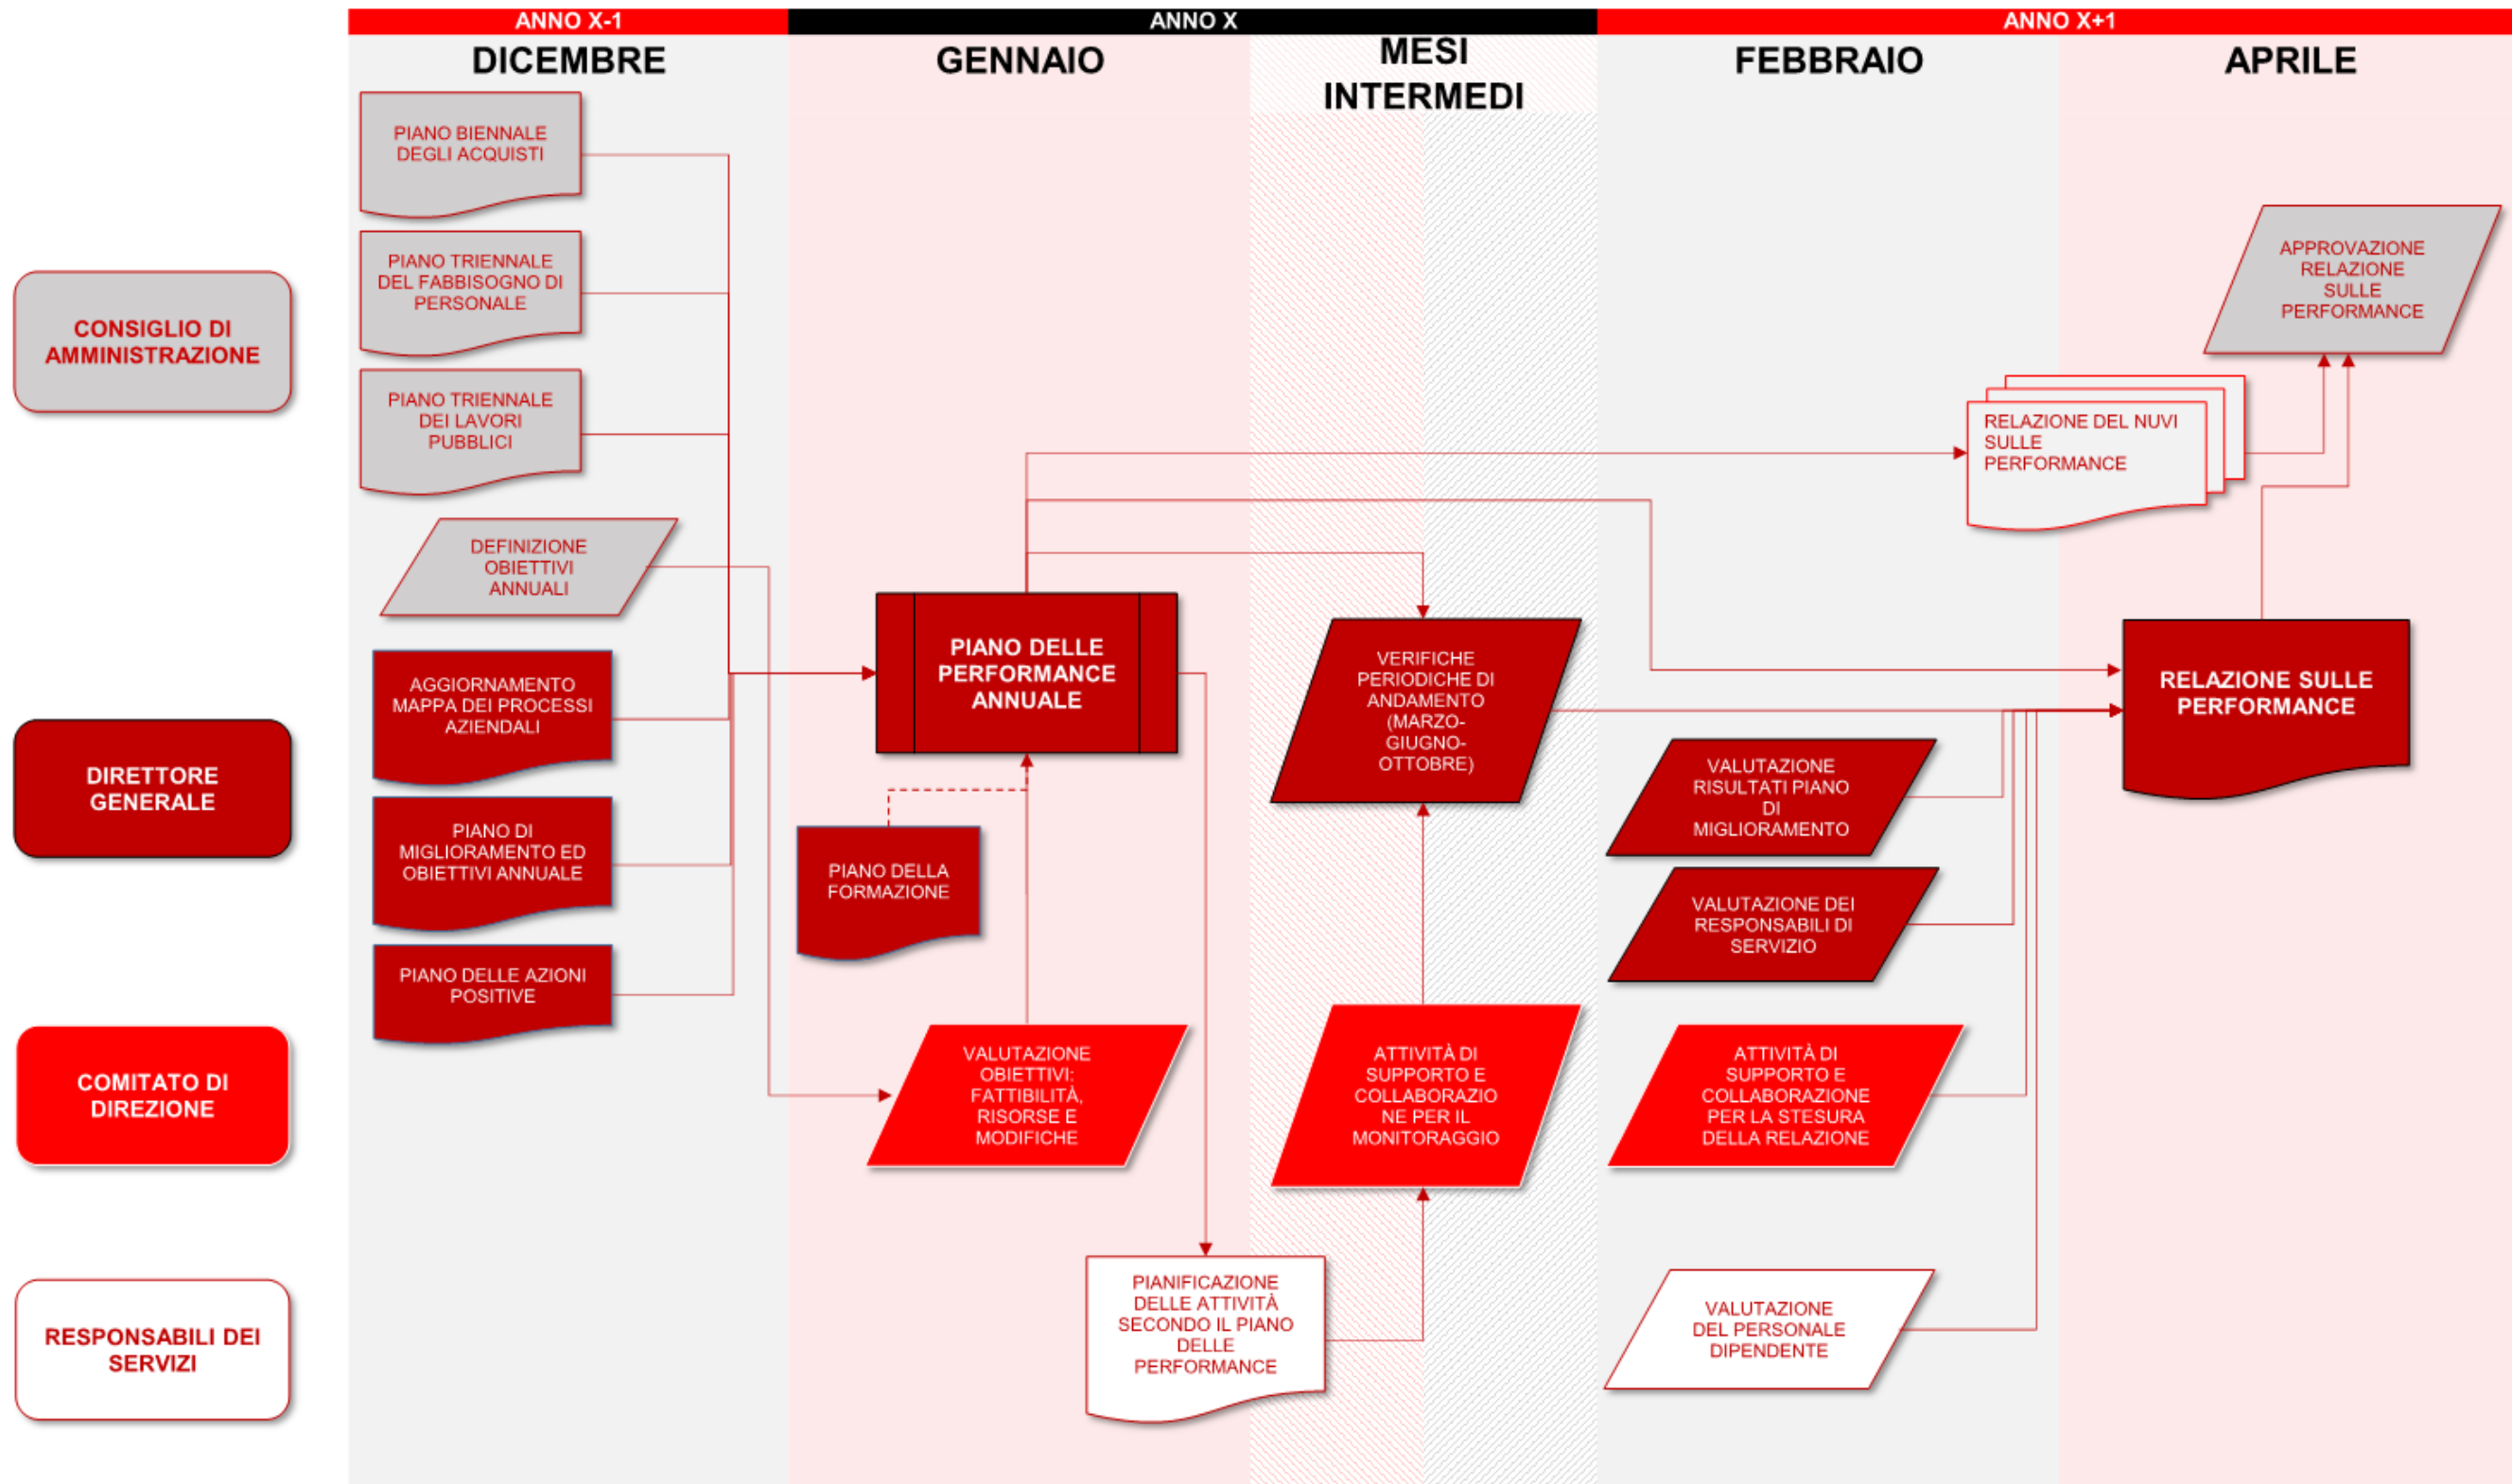 ANNO X-1
ANNO X
ANNO X+1
DICEMBRE
GENNAIO
MESI
INTERMEDI
FEBBRAIO
APRILE
CONSIGLIO DI
AMMINISTRAZIONE
DIRETTORE
GENERALE
COMITATO DI
DIREZIONE
RESPONSABILI DEI
SERVIZI
PIANO BIENNALE
DEGLI ACQUISTI
PIANO TRIENNALE
DEL FABBISOGNO DI
PERSONALE
PIANO TRIENNALE
DEI LAVORI
PUBBLICI
DEFINIZIONE
OBIETTIVI
ANNUALI
AGGIORNAMENTO
MAPPA DEI PROCESSI
AZIENDALI
PIANO DI
MIGLIORAMENTO ED
OBIETTIVI ANNUALE
PIANO DELLE AZIONI
POSITIVE
PIANO DELLE
PERFORMANCE
ANNUALE
PIANO DELLA
FORMAZIONE
VALUTAZIONE
OBIETTIVI:
FATTIBILITÀ,
RISORSE E
MODIFICHE
PIANIFICAZIONE
DELLE ATTIVITÀ
SECONDO IL PIANO
DELLE
PERFORMANCE
VERIFICHE
PERIODICHE DI
ANDAMENTO
(MARZO-
GIUGNO-
OTTOBRE)
ATTIVITÀ DI
SUPPORTO E
COLLABORAZIO
NE PER IL
MONITORAGGIO
RELAZIONE DEL NUVI
SULLE
PERFORMANCE
VALUTAZIONE
RISULTATI PIANO
DI
MIGLIORAMENTO
VALUTAZIONE DEI
RESPONSABILI DI
SERVIZIO
ATTIVITÀ DI
SUPPORTO E
COLLABORAZIONE
PER LA STESURA
DELLA RELAZIONE
VALUTAZIONE
DEL PERSONALE
DIPENDENTE
APPROVAZIONE
RELAZIONE
SULLE
PERFORMANCE
RELAZIONE SULLE
PERFORMANCE